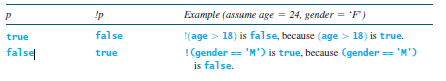 p !p Example (assume age = 24, gender = 'F')
true false !(age > 18) is false, because (age > 18) is true.
false true !(gender == 'M') is true, because (gender == 'M')
is false.